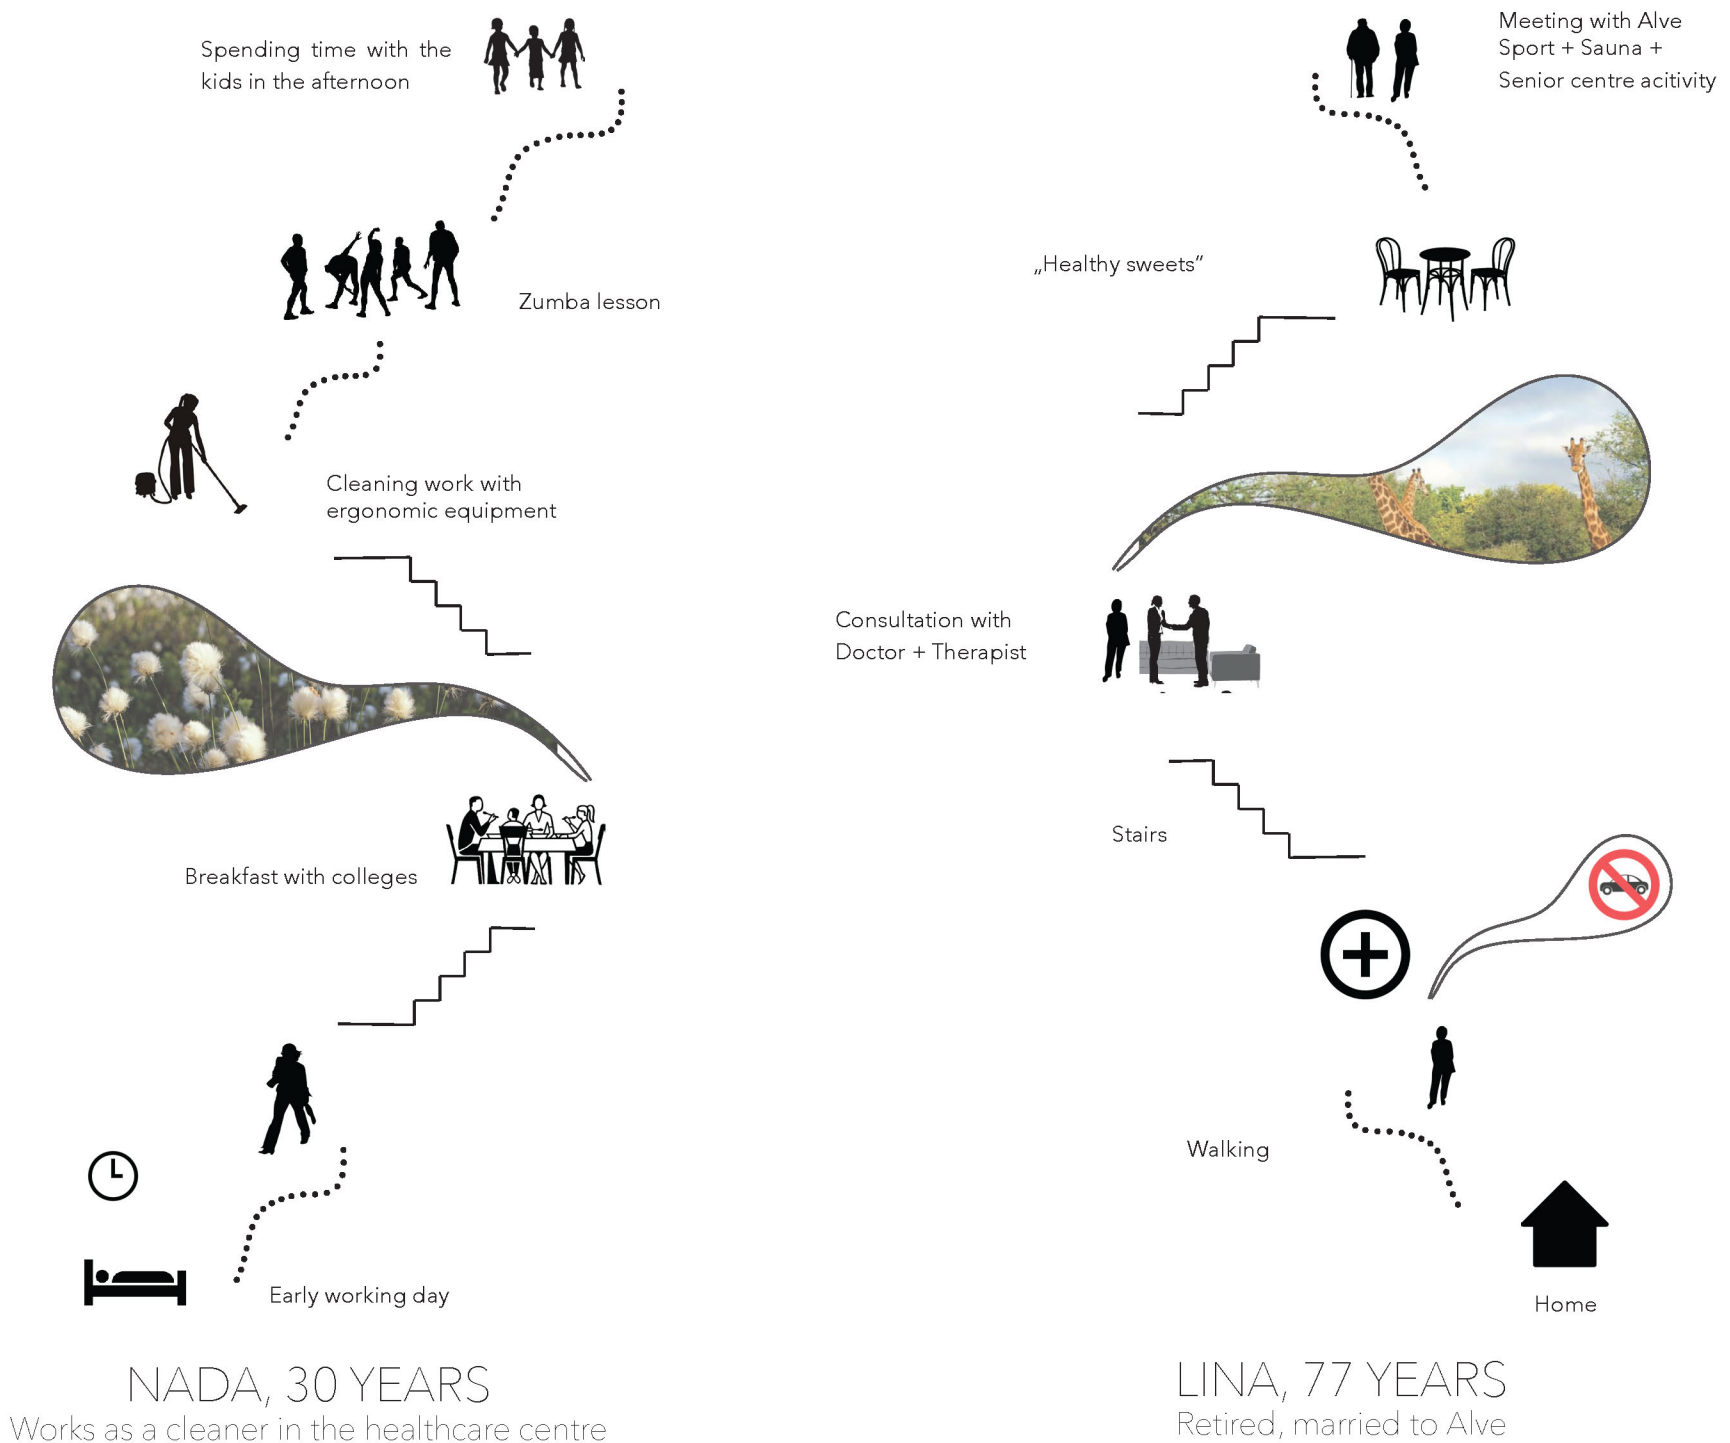 Spending time with the
kids in the afternoon
Zumba lesson
Cleaning work with
ergonomic equipment
Breakfast with colleges
Early working day
NADA, 30 YEARS
Works as a cleaner in the healthcare centre
Meeting with Alve
Sport + Sauna +
Senior centre acitivity
„Healthy sweets“
Consultation with
Doctor + Therapist
Stairs
Walking
Home
LINA, 77 YEARS
Retired, married to Alve